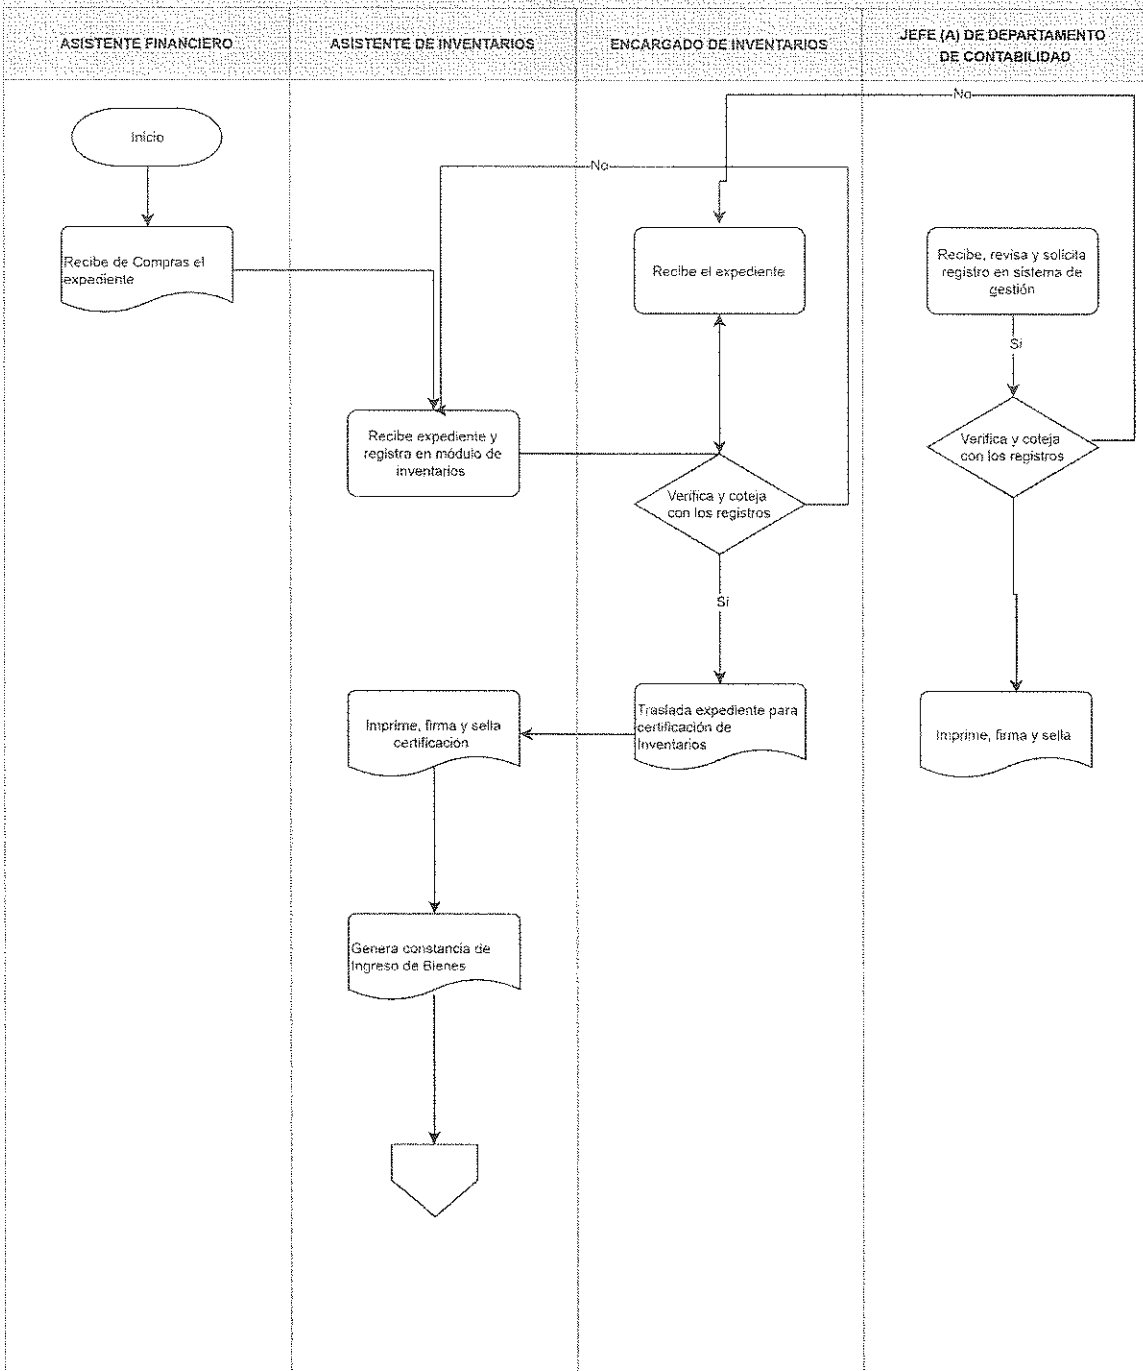 ASISTENTE FINANCIERO
ASISTENTE DE INVENTARIOS
ENCARGADO DE INVENTARIOS
JEFE (A) DE DEPARTAMENTO
DE CONTABILIDAD
No
Inicio
No
Recibe de Compras el
expediente
Recibe el expediente
Recibe, revisa y solicita
registro en sistema de
gestión
Sí
Recibe expediente y
registra en módulo de
inventarios
Verifica y coteja
con los registros
Verifica y coteja
con los registros
Sí
Imprime, firma y sella
certificación
Traslada expediente para
certificación de
Inventarios
Imprime, firma y sella
Genera constancia de
Ingreso de Bienes